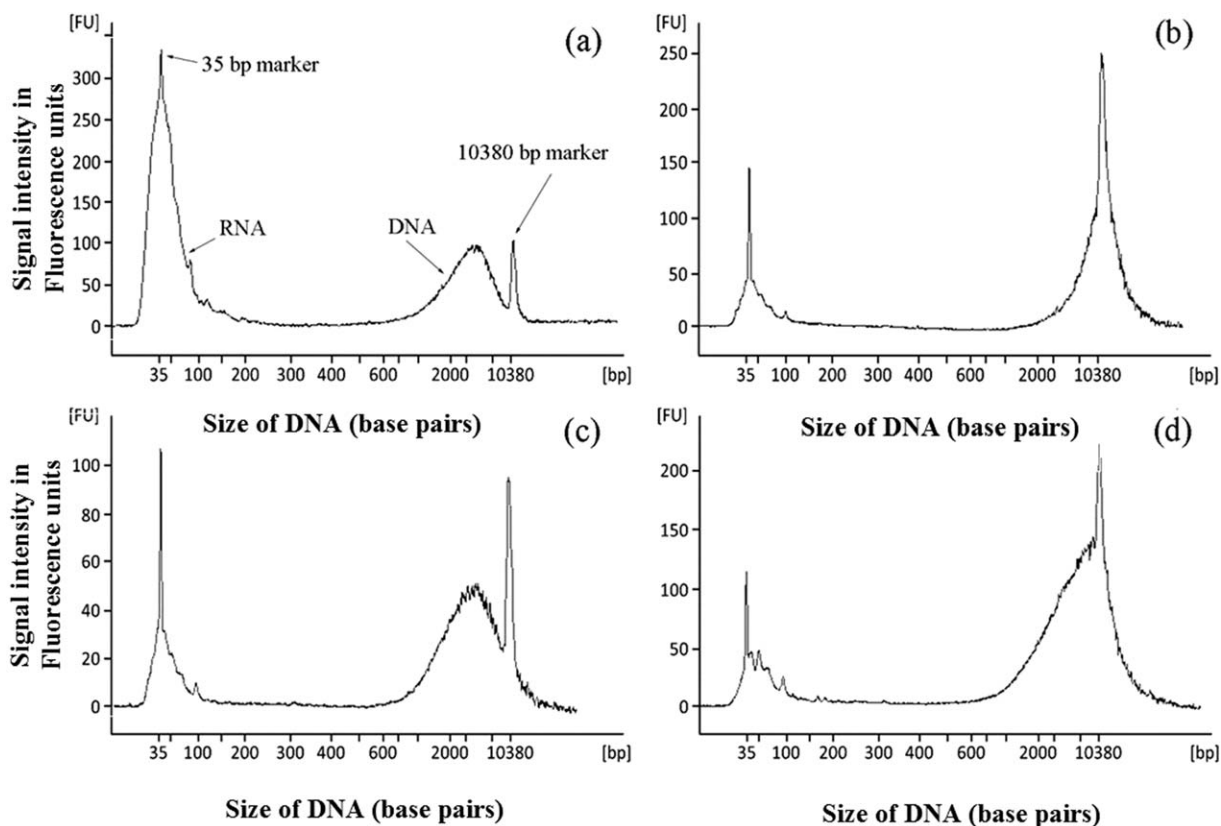 [FU]
(a)
35 bp marker
10380 bp marker
RNA
DNA
300
250
200
150
100
50
0
35 100 200 300 400 600 2000 10380 [bp]
Signal intensity in
Fluorescence units
Size of DNA (base pairs)
[FU]
(b)
250
200
150
100
50
0
35 100 200 300 400 600 2000 10380 [bp]
Size of DNA (base pairs)
[FU]
(c)
100
80
60
40
20
0
35 100 200 300 400 600 2000 10380 [bp]
Signal intensity in
Fluorescence units
Size of DNA (base pairs)
[FU]
(d)
200
150
100
50
0
35 100 200 300 400 600 2000 10380 [bp]
Size of DNA (base pairs)